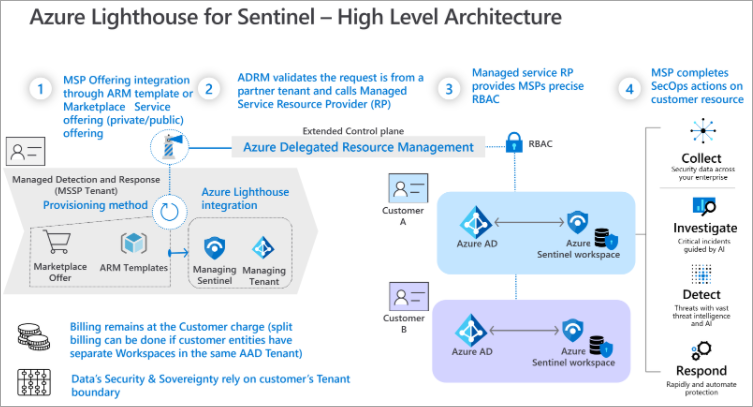 Azure Lighthouse for Sentinel – High Level Architecture
1
MSP Offering integration
through ARM template or
Marketplace Service
offering (private/public)
offering
2
ADRM validates the request is from a
partner tenant and calls Managed
Service Resource Provider (RP)
3
Managed service RP
provides MSPs precise
RBAC
4
MSP completes
SecOps actions on
customer resource
Extended Control plane
Azure Delegated Resource Management
RBAC
Managed Detection and Response
(MSSP Tenant)
Provisioning method
Azure Lighthouse
integration
Marketplace
Offer
ARM Templates
Managing
Sentinel
Managing
Tenant
Customer
A
Azure AD
Azure
Sentinel workspace
Customer
B
Azure AD
Azure
Sentinel workspace
Collect
Security data across
your enterprise
Investigate
Critical incidents
guided by AI
Detect
Threats with vast
threat intelligence
and AI
Respond
Rapidly and automate
protection
Billing remains at the Customer charge (split
billing can be done if customer entities have
separate Workspaces in the same AAD Tenant)
Data's Security & Sovereignty rely on customer's Tenant
boundary